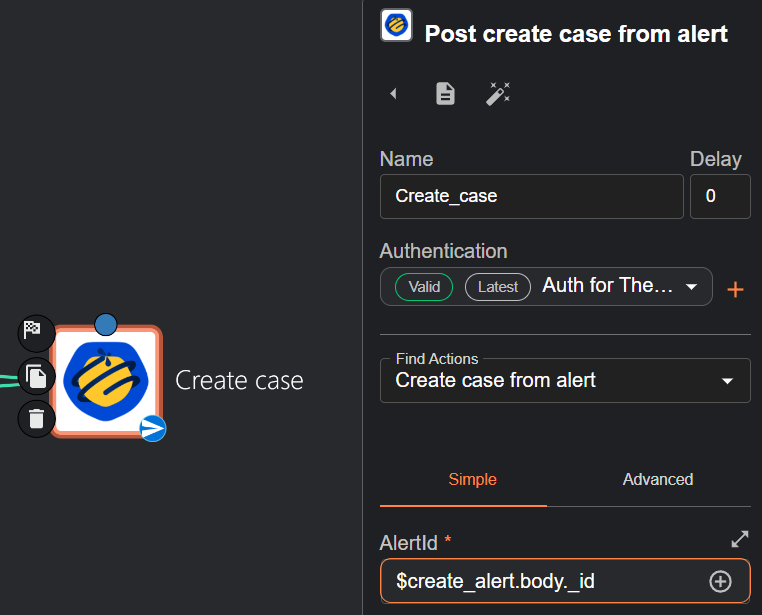 Post create case from alert
Name
Delay
Create_case
0
Authentication
Valid
Latest
Auth for The...
Find Actions
Create case from alert
Create case
Simple
Advanced
AlertId *
$create_alert.body._id